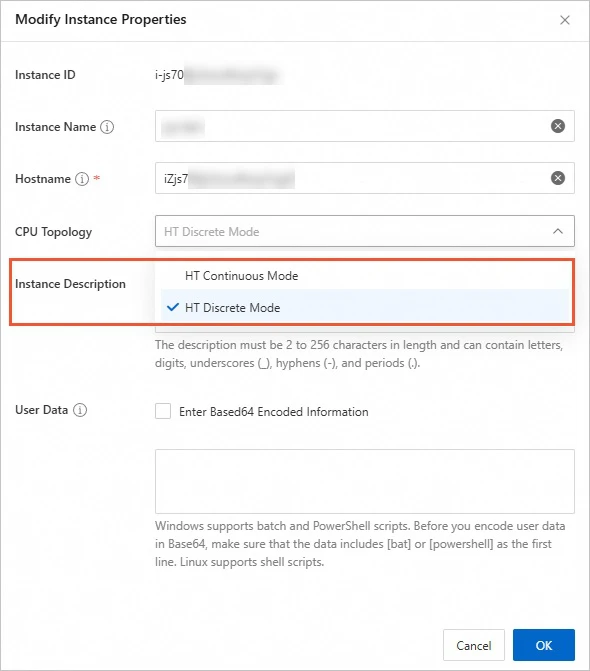 Modify Instance Properties
Instance ID i-js70
Instance Name
Hostname * iZjs7
CPU Topology HT Discrete Mode
HT Continuous Mode
Instance Description
HT Discrete Mode
The description must be 2 to 256 characters in length and can contain letters,
digits, underscores (_), hyphens (-), and periods (.).
User Data Enter Based64 Encoded Information
Windows supports batch and PowerShell scripts. Before you encode user data
in Base64, make sure that the data includes [bat] or [powershell] as the first
line. Linux supports shell scripts.
Cancel OK